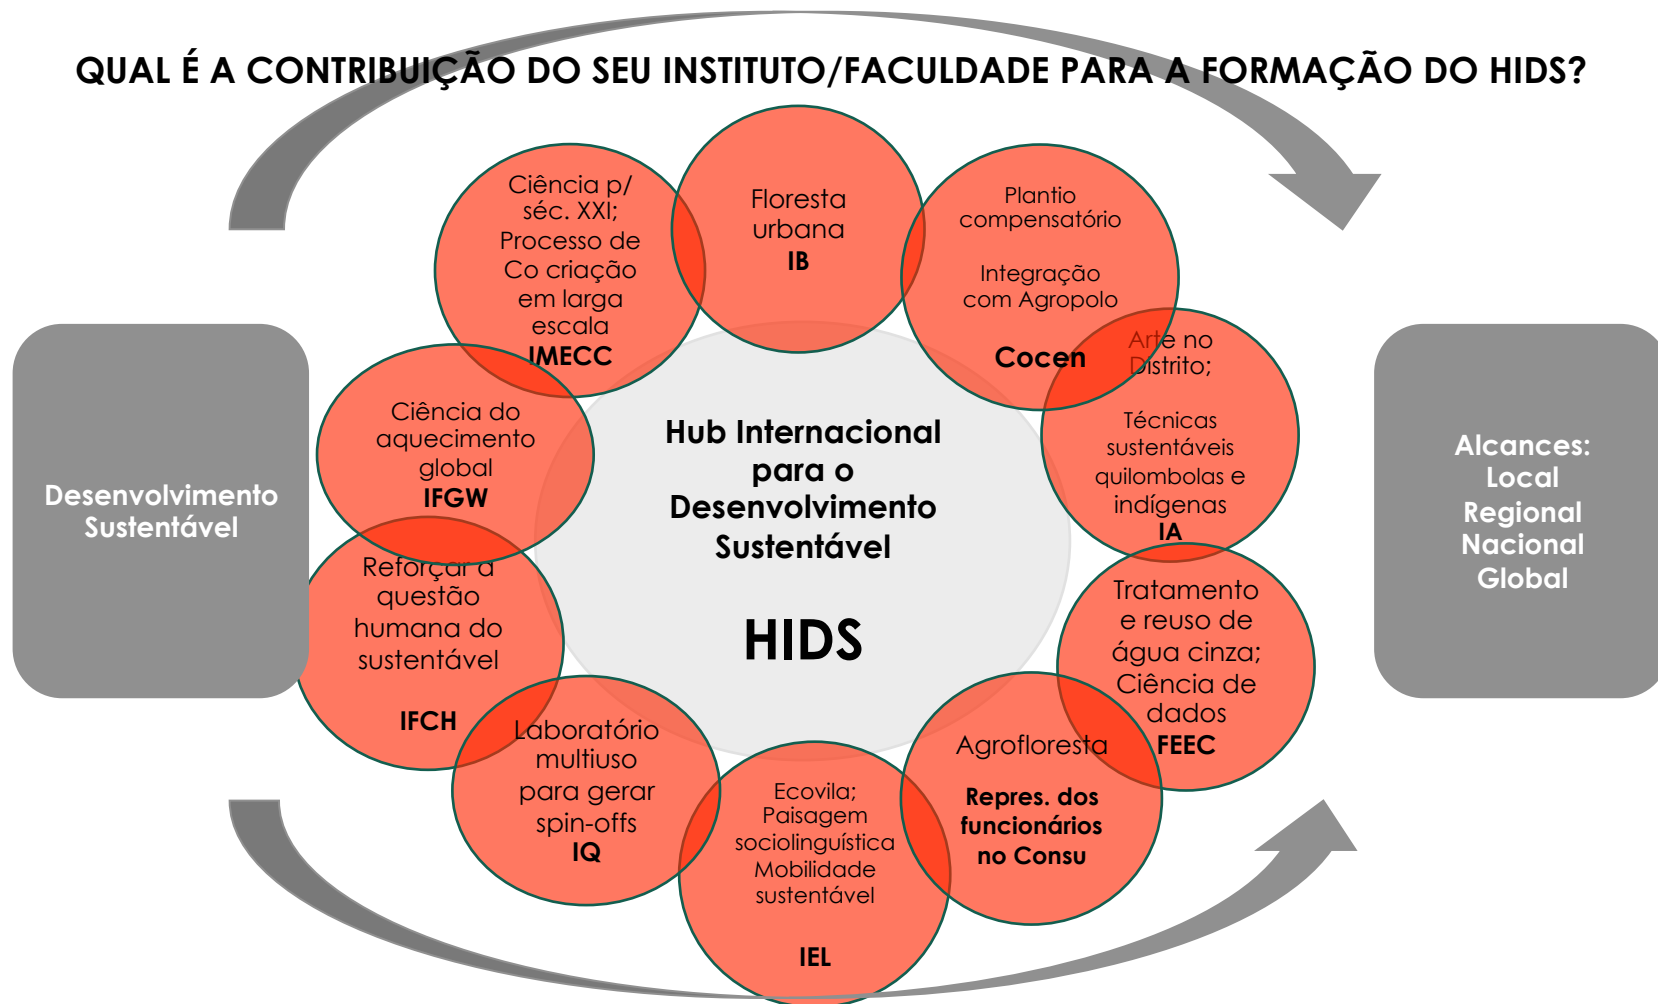 QUAL É A CONTRIBUIÇÃO DO SEU INSTITUTO/FACULDADE PARA A FORMAÇÃO DO HIDS?
Ciência p/
séc. XXI;
Processo de
Co criação
em larga
escala
IMECC
Floresta
urbana
IB
Plantio
compensatório
Integração
com Agropolo
Cocen
Arte no
Distrito;
Técnicas
sustentáveis
quilombolas e
indígenas
IA
Tratamento
e reuso de
água cinza;
Ciência de
dados
FEEC
Agrofloresta
Repres. dos
funcionários
no Consu
Ecovila;
Paisagem
sociolinguística
Mobilidade
sustentável
IEL
Laboratório
multiuso
para gerar
spin-offs
IQ
Reforçar a
questão
humana do
sustentável
IFCH
Ciência do
aquecimento
global
IFGW
Hub Internacional
para o
Desenvolvimento
Sustentável
HIDS
Desenvolvimento
Sustentável
Alcances:
Local
Regional
Nacional
Global